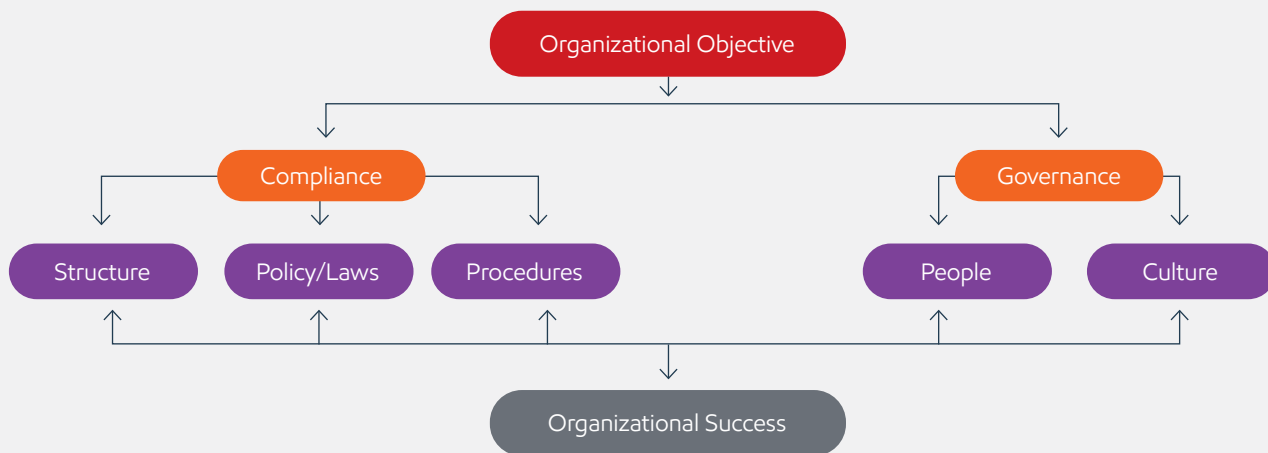 Organizational Objective
Compliance
Governance
Structure
Policy/Laws
Procedures
People
Culture
Organizational Success